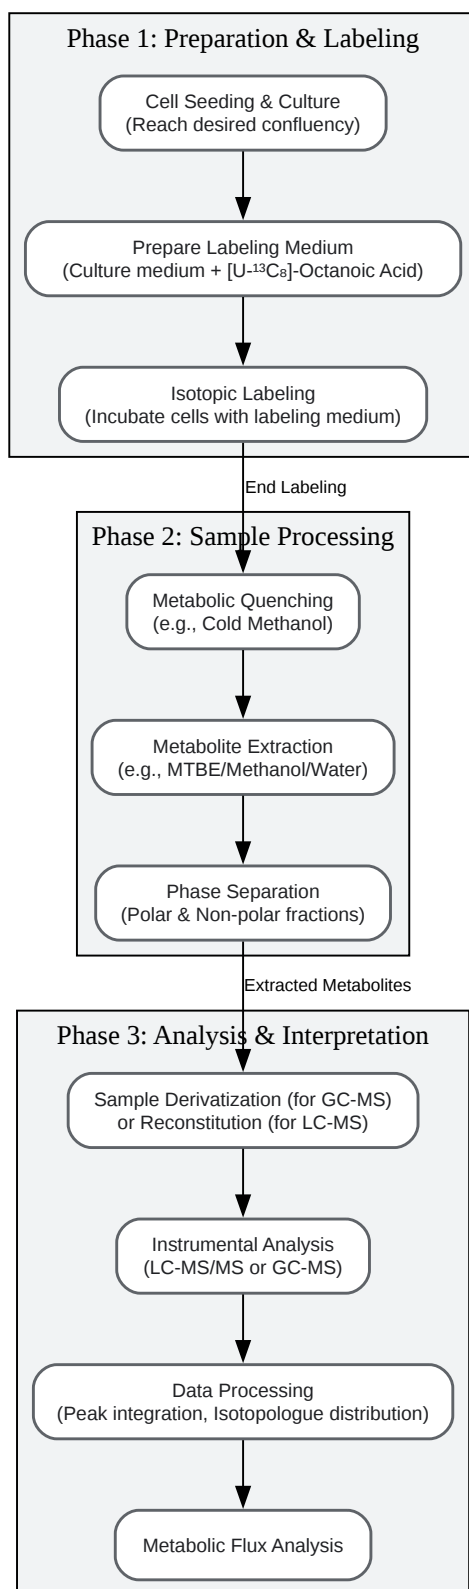 Phase 1: Preparation & Labeling
Cell Seeding & Culture
(Reach desired confluency)
Prepare Labeling Medium
(Culture medium + [U-¹³C₈]-Octanoic Acid)
Isotopic Labeling
(Incubate cells with labeling medium)
End Labeling
Phase 2: Sample Processing
Metabolic Quenching
(e.g., Cold Methanol)
Metabolite Extraction
(e.g., MTBE/Methanol/Water)
Phase Separation
(Polar & Non-polar fractions)
Extracted Metabolites
Phase 3: Analysis & Interpretation
Sample Derivatization (for GC-MS)
or Reconstitution (for LC-MS)
Instrumental Analysis
(LC-MS/MS or GC-MS)
Data Processing
(Peak integration, Isotopologue distribution)
Metabolic Flux Analysis